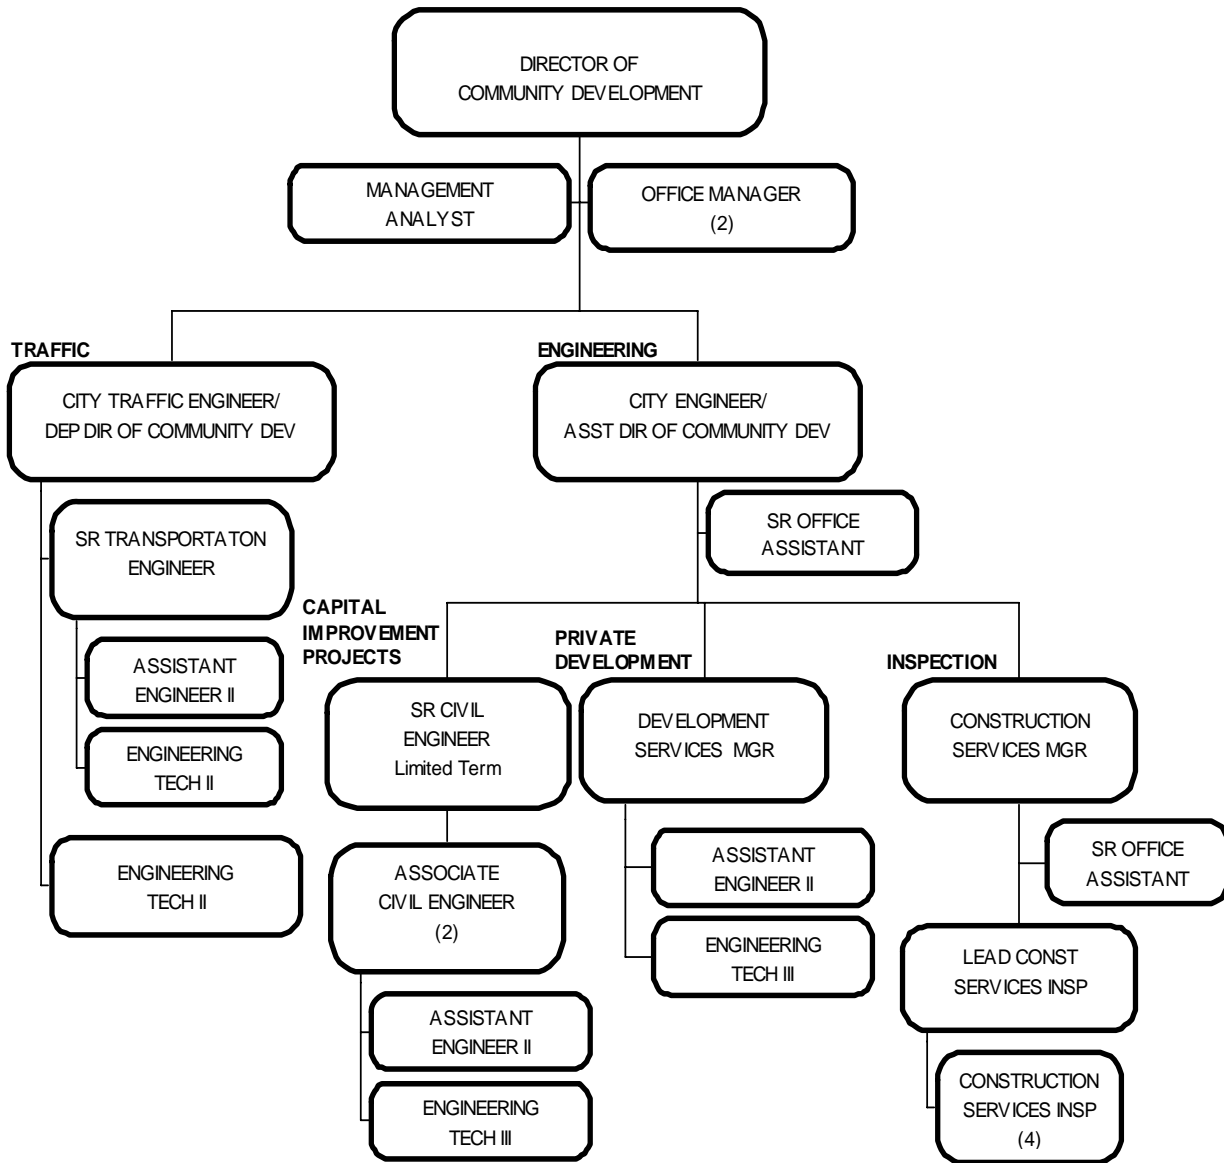 DIRECTOR OF
COMMUNITY DEVELOPMENT
MANAGEMENT
ANALYST
OFFICE MANAGER
(2)
TRAFFIC
CITY TRAFFIC ENGINEER/
DEP DIR OF COMMUNITY DEV
ENGINEERING
CITY ENGINEER/
ASST DIR OF COMMUNITY DEV
SR TRANSPORTATON
ENGINEER
SR OFFICE
ASSISTANT
ASSISTANT
ENGINEER II
ENGINEERING
TECH II
ENGINEERING
TECH II
CAPITAL
IMPROVEMENT
PROJECTS
SR CIVIL
ENGINEER
Limited Term
ASSOCIATE
CIVIL ENGINEER
(2)
ASSISTANT
ENGINEER II
ENGINEERING
TECH III
PRIVATE
DEVELOPMENT
DEVELOPMENT
SERVICES MGR
ASSISTANT
ENGINEER II
ENGINEERING
TECH III
INSPECTION
CONSTRUCTION
SERVICES MGR
SR OFFICE
ASSISTANT
LEAD CONST
SERVICES INSP
CONSTRUCTION
SERVICES INSP
(4)